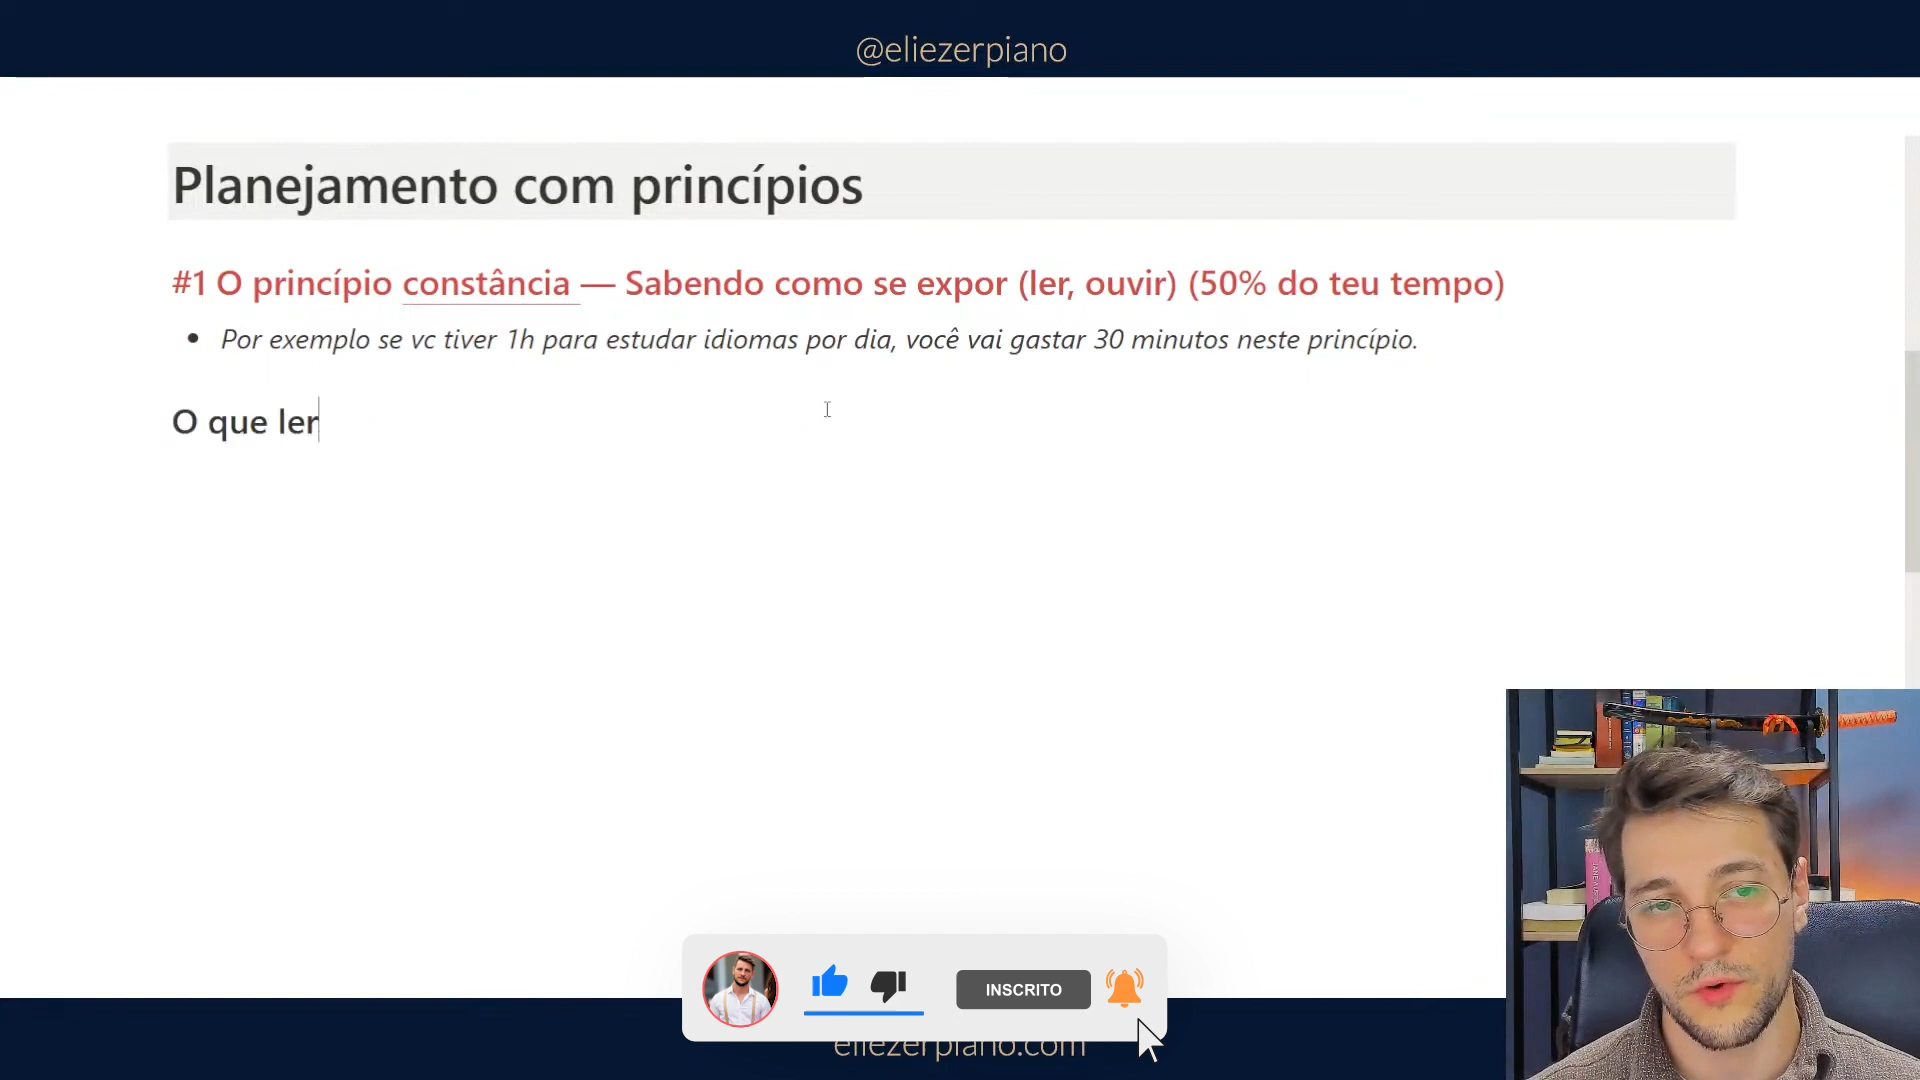 @eliezerpiano
Planejamento com princípios
#1 O princípio constância — Sabendo como se expor (ler, ouvir) (50% do teu tempo)
• Por exemplo se vc tiver 1h para estudar idiomas por dia, você vai gastar 30 minutos neste princípio.
O que ler
INSCRITO
eliezerpiano.com